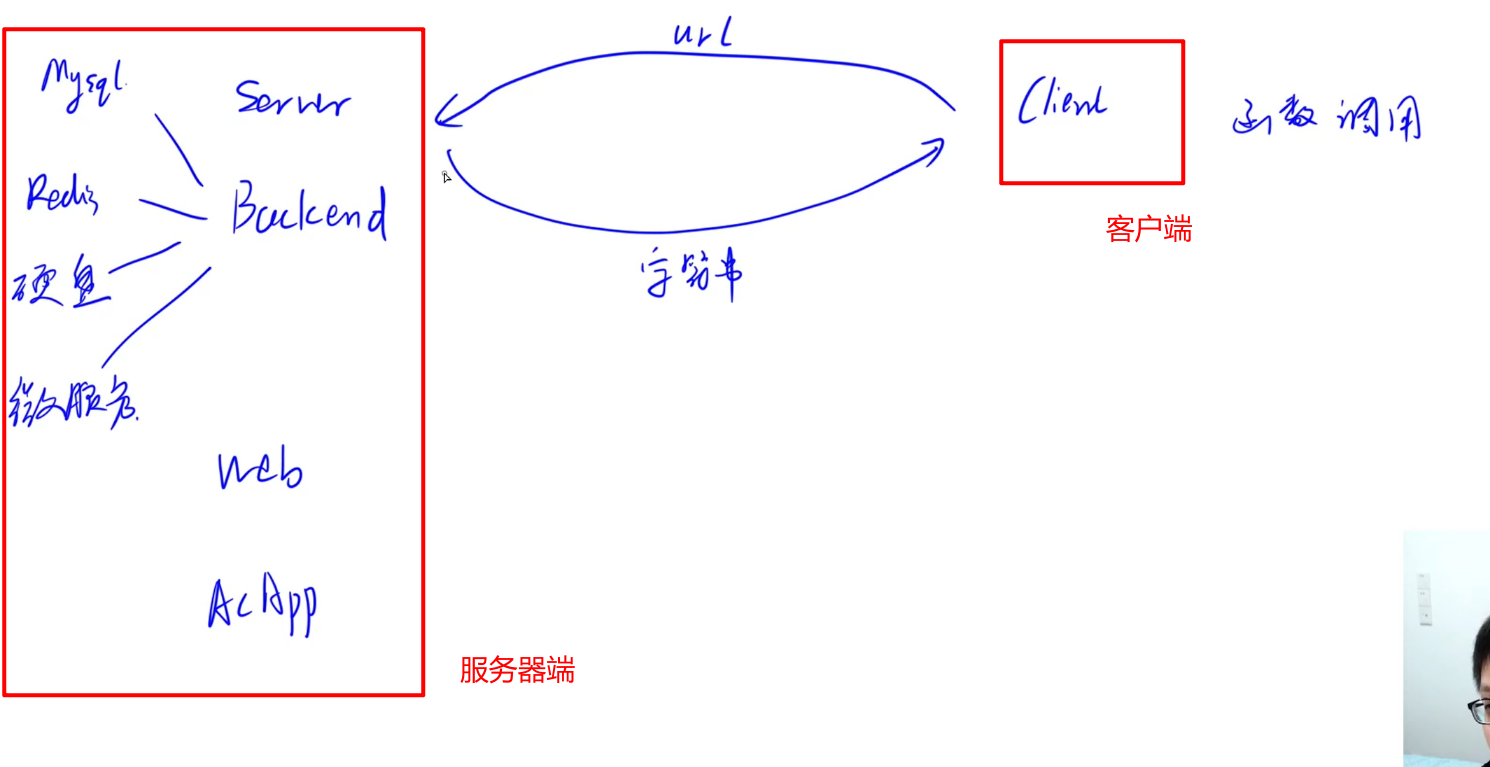 Mysql
Server
Redis
Backend
硬盘
微服务
Web
AcApp
服务器端
url
字符串
Client
函数调用
客户端